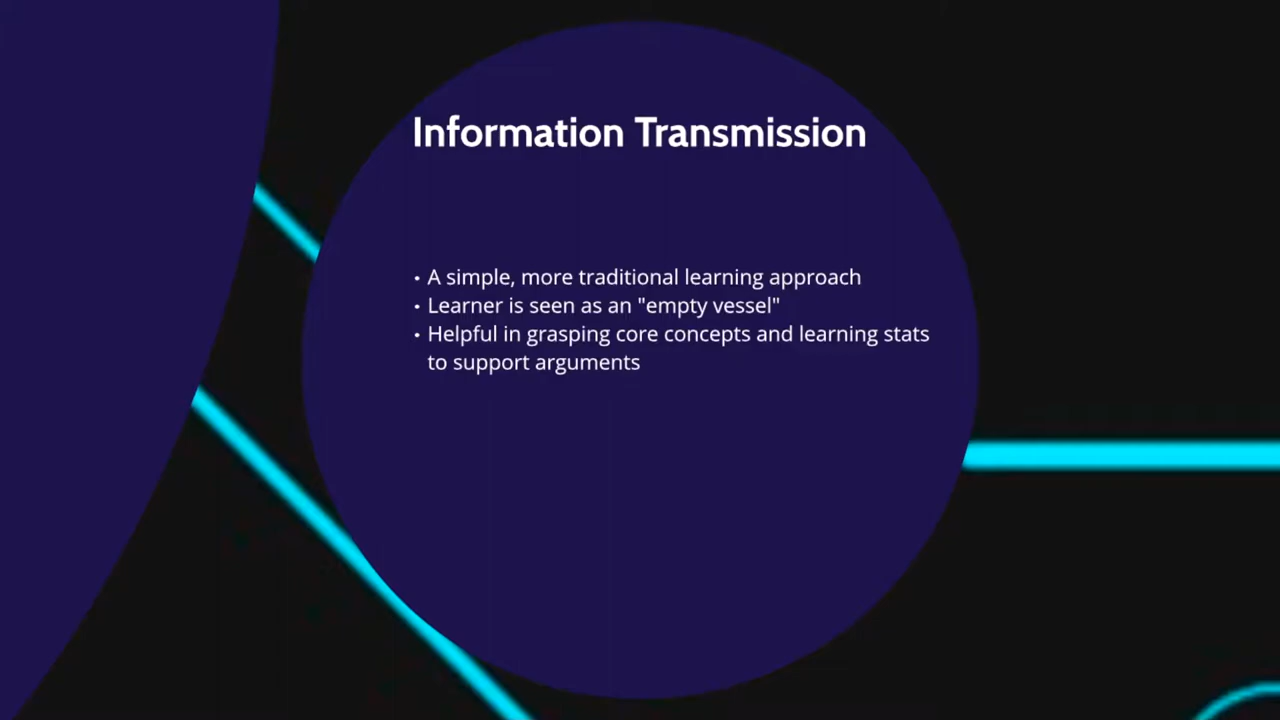 Information Transmission
• A simple, more traditional learning approach
• Learner is seen as an "empty vessel"
• Helpful in grasping core concepts and learning stats
to support arguments